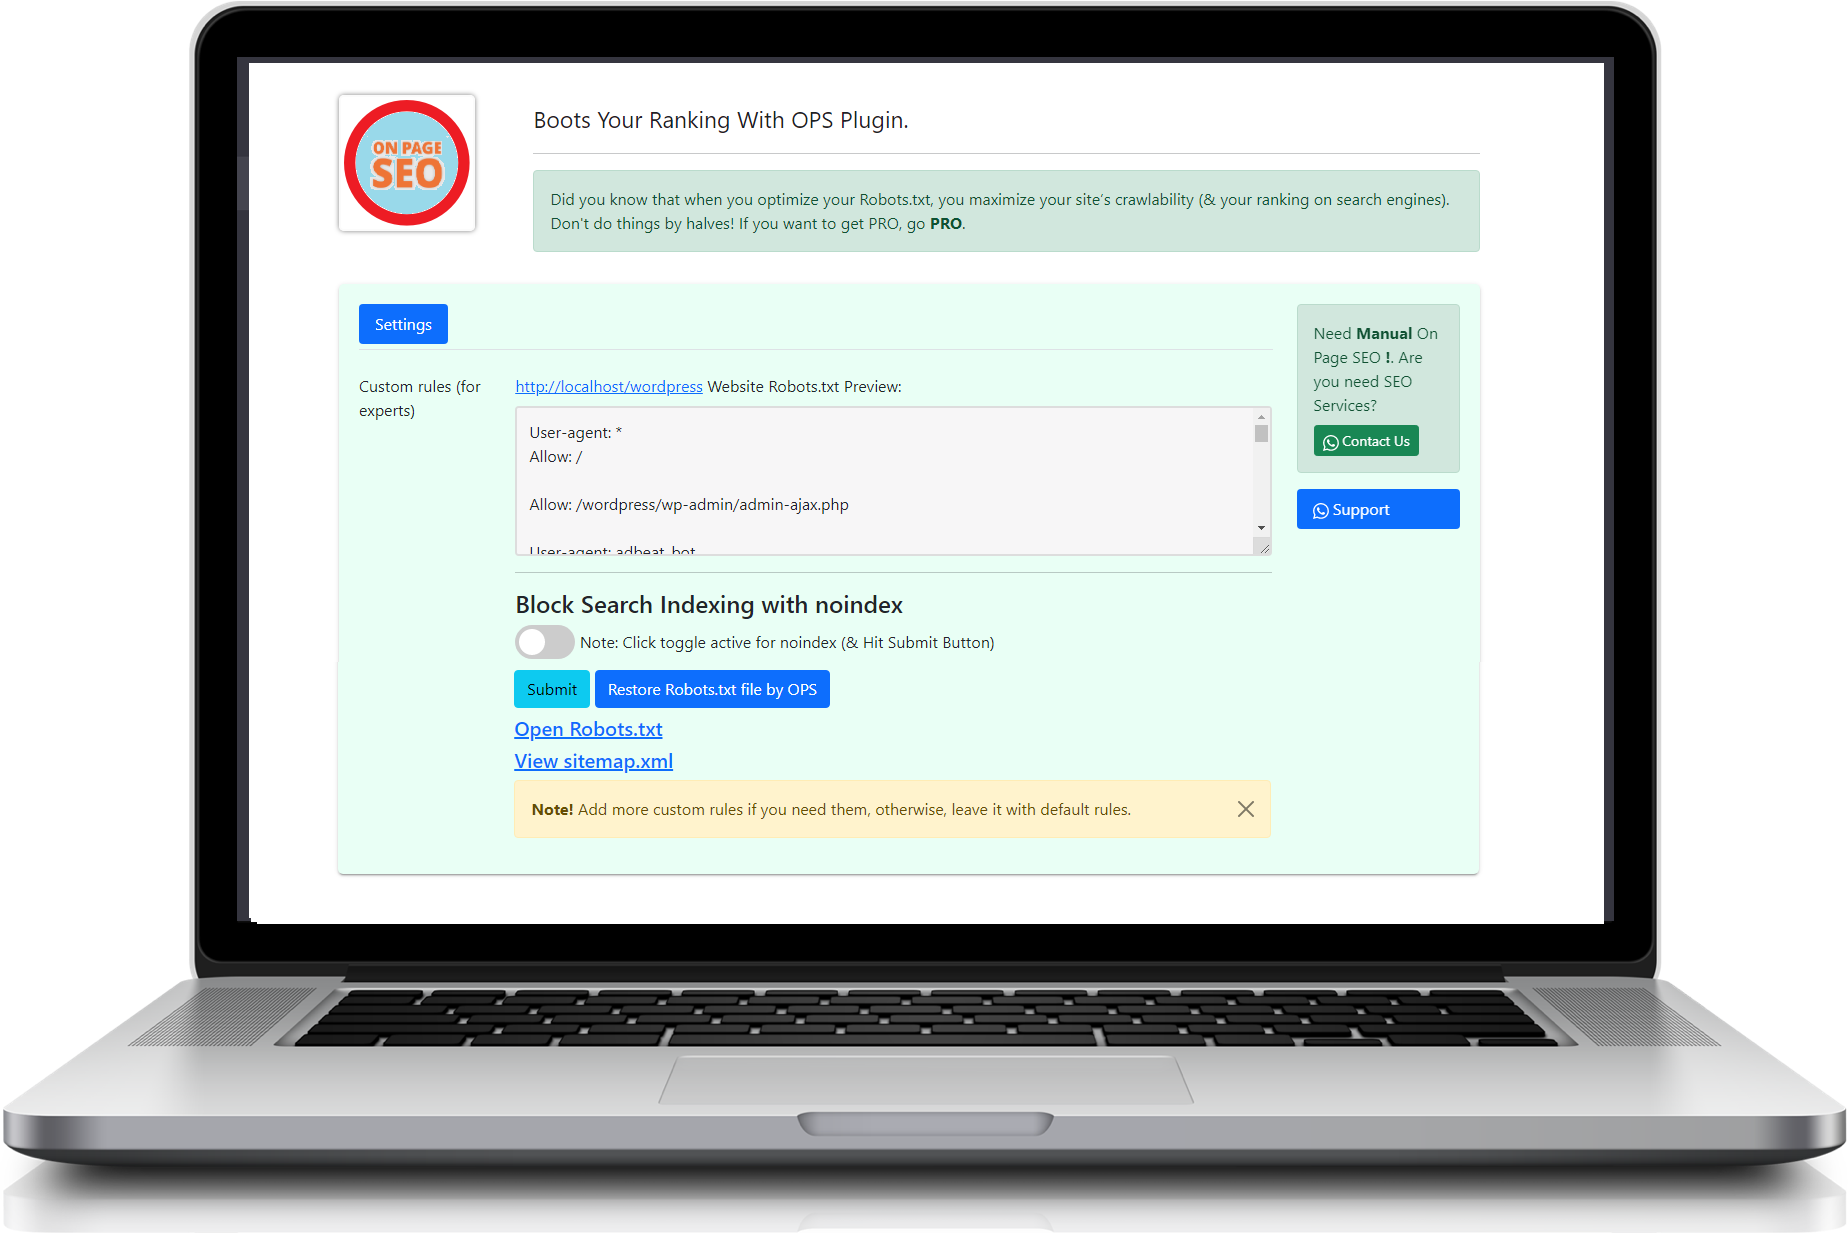 ON PAGE
SEO
Boots Your Ranking With OPS Plugin.
Did you know that when you optimize your Robots.txt, you maximize your site's crawlability (& your ranking on search engines).
Don't do things by halves! If you want to get PRO, go PRO.
Settings
Custom rules (for
experts)
http://localhost/wordpress Website Robots.txt Preview:
User-agent: *
Allow: /
Allow: /wordpress/wp-admin/admin-ajax.php
User-agent: adbeat_bot
Block Search Indexing with noindex
Note: Click toggle active for noindex (& Hit Submit Button)
Submit
Restore Robots.txt file by OPS
Open Robots.txt
View sitemap.xml
Note! Add more custom rules if you need them, otherwise, leave it with default rules.
Need Manual On
Page SEO !. Are
you need SEO
Services?
Contact Us
Support